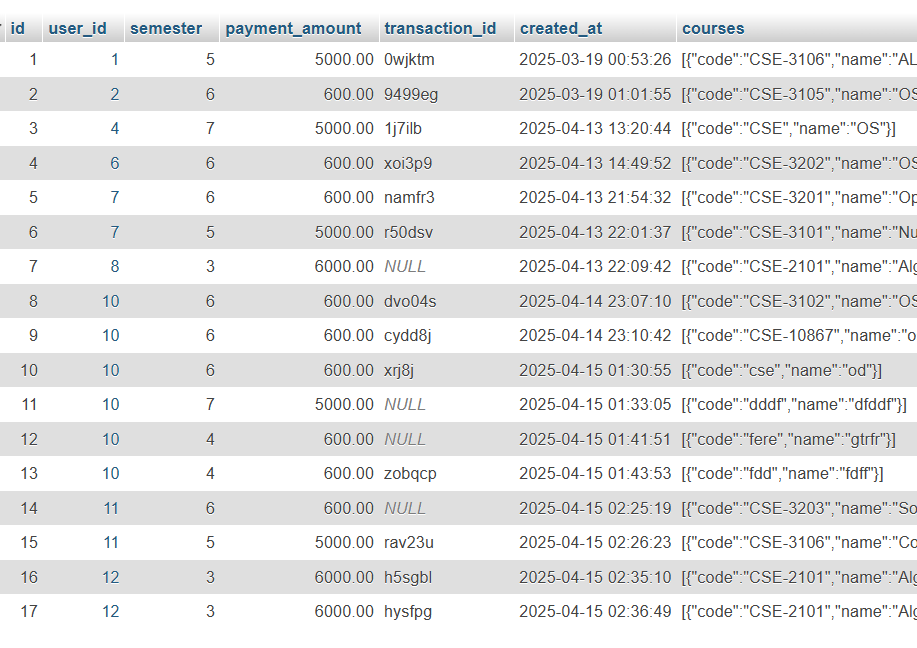 id user_id semester payment_amount transaction_id created_at courses
1 1 5 5000.00 0wjktm 2025-03-19 00:53:26 [{"code":"CSE-3106","name":"AL
2 2 6 600.00 9499eg 2025-03-19 01:01:55 [{"code":"CSE-3105","name":"OS
3 4 7 5000.00 1j7ilb 2025-04-13 13:20:44 [{"code":"CSE","name":"OS"}]
4 6 6 600.00 xoi3p9 2025-04-13 14:49:52 [{"code":"CSE-3202","name":"OS
5 7 6 600.00 namfr3 2025-04-13 21:54:32 [{"code":"CSE-3201","name":"Op
6 7 5 5000.00 r50dsv 2025-04-13 22:01:37 [{"code":"CSE-3101","name":"Nu
7 8 3 6000.00 NULL 2025-04-13 22:09:42 [{"code":"CSE-2101","name":"Alg
8 10 6 600.00 dvo04s 2025-04-14 23:07:10 [{"code":"CSE-3102","name":"OS
9 10 6 600.00 cydd8j 2025-04-14 23:10:42 [{"code":"CSE-10867","name":"o
10 10 6 600.00 xrj8j 2025-04-15 01:30:55 [{"code":"cse","name":"od"}]
11 10 7 5000.00 NULL 2025-04-15 01:33:05 [{"code":"dddf","name":"dfddf"}]
12 10 4 600.00 NULL 2025-04-15 01:41:51 [{"code":"fere","name":"gtrfr"}]
13 10 4 600.00 zobqcp 2025-04-15 01:43:53 [{"code":"fdd","name":"fdff"}]
14 11 6 600.00 NULL 2025-04-15 02:25:19 [{"code":"CSE-3203","name":"So
15 11 5 5000.00 rav23u 2025-04-15 02:26:23 [{"code":"CSE-3106","name":"Co
16 12 3 6000.00 h5sgbl 2025-04-15 02:35:10 [{"code":"CSE-2101","name":"Alg
17 12 3 6000.00 hysfpg 2025-04-15 02:36:49 [{"code":"CSE-2101","name":"Alg